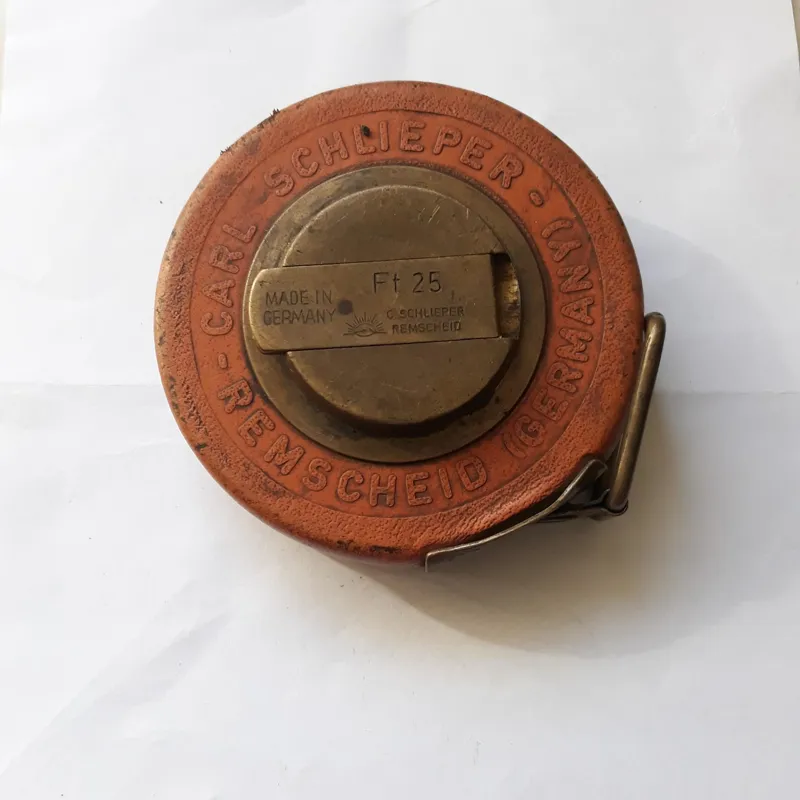 - CARL SCHLIEPER -
REMSCHEID (GERMANY)
MADE IN
GERMANY
Ft 25
C SCHLIEPER
REMSCHEID